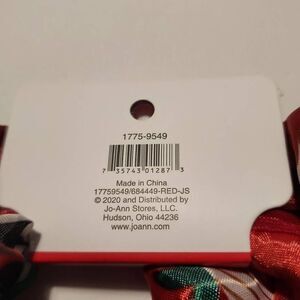 1775-9549
7 35743 01287 3
Made in China
17759549/684449-RED-JS
© 2020 and Distributed by
Jo-Ann Stores, LLC.
Hudson, Ohio 44236
www.joann.com